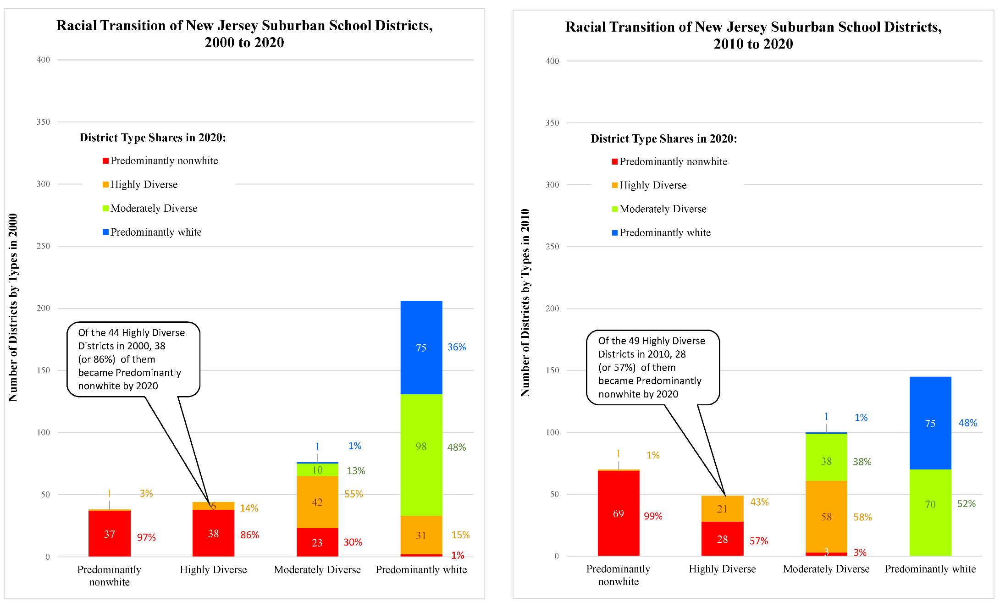 Racial Transition of New Jersey Suburban School Districts,
2000 to 2020
400
350
300
250
200
150
100
50
0
Number of Districts by Types in 2000
District Type Shares in 2020:
Predominantly nonwhite
Highly Diverse
Moderately Diverse
Predominantly white
Of the 44 Highly Diverse
Districts in 2000, 38
(or 86%) of them
became Predominantly
nonwhite by 2020
1 3%
37 97%
6 14%
38 86%
1 1%
10 13%
42 55%
23 30%
75 36%
98 48%
31 15%
1%
Predominantly
nonwhite
Highly Diverse
Moderately Diverse
Predominantly white
Racial Transition of New Jersey Suburban School Districts,
2010 to 2020
400
350
300
250
200
150
100
50
0
Number of Districts by Types in 2010
District Type Shares in 2020:
Predominantly nonwhite
Highly Diverse
Moderately Diverse
Predominantly white
Of the 49 Highly Diverse
Districts in 2010, 28
(or 57%) of them
became Predominantly
nonwhite by 2020
1 1%
69 99%
21 43%
28 57%
1 1%
38 38%
58 58%
3 3%
75 48%
70 52%
Predominantly
nonwhite
Highly Diverse
Moderately Diverse
Predominantly white